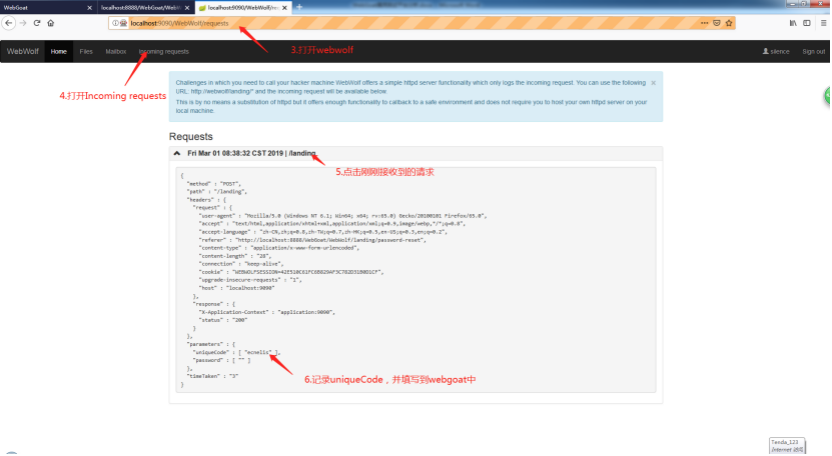 WebGoat
localhost:8888/WebGoat/WebW
localhost:9090/WebWolf/req
localhost:9090/WebWolf/requests
3.打开webwolf
WebWolf Home Files Mailbox Incoming requests silence Sign out
4.打开Incoming requests
Challenges in which you need to call your hacker machine WebWolf offers a simple httpd server functionality which only logs the incoming request. You can use the following
URL: http://webwolf/landing/* and the incoming request will be available below.
This is by no means a substitution of httpd but it offers enough functionality to callback to a safe environment and does not require you to host your own httpd server on your
local machine.
Requests
Fri Mar 01 08:38:32 CST 2019 | /landing
5.点击刚刚接收到的请求
{
"method" : "POST",
"path" : "/landing",
"headers" : {
"request" : {
"user-agent" : "Mozilla/5.0 (Windows NT 6.1; Win64; x64; rv:65.0) Gecko/20100101 Firefox/65.0",
"accept" : "text/html,application/xhtml+xml,application/xml;q=0.9,image/webp,*/*;q=0.8",
"accept-language" : "zh-CN,zh;q=0.8,zh-TW;q=0.7,zh-HK;q=0.5,en-US;q=0.3,en;q=0.2",
"referer" : "http://localhost:8888/WebGoat/WebWolf/landing/password-reset",
"content-type" : "application/x-www-form-urlencoded",
"content-length" : "28",
"connection" : "keep-alive",
"upgrade-insecure-requests" : "1",
"host" : "localhost:9090"
},
"response" : {
"X-Application-Context" : "application:9090",
"status" : "200"
}
},
"parameters" : {
"uniqueCode" : [ "ecnelis" ],
"password" : [ "" ]
},
"timeTaken" : "3"
}
6.记录uniqueCode，并填写到webgoat中
Tenda_123
Internet 访问